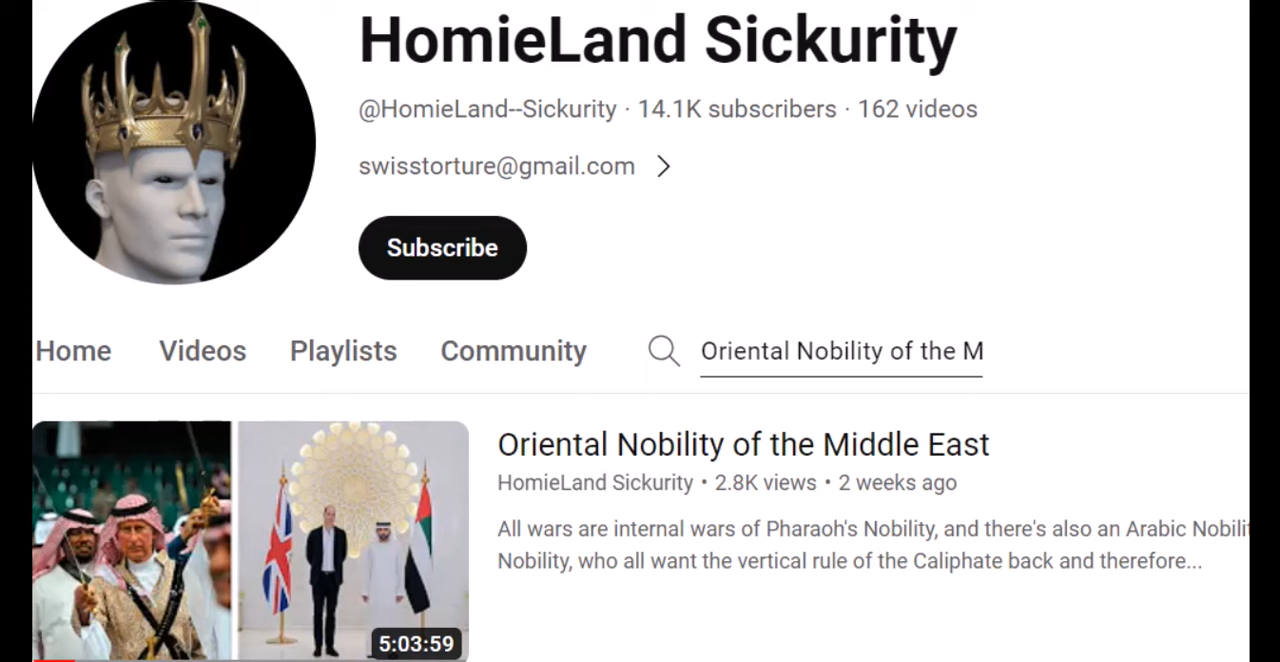 HomieLand Sickurity
@HomieLand--Sickurity · 14.1K subscribers · 162 videos
swisstorture@gmail.com
Subscribe
Home Videos Playlists Community Oriental Nobility of the M
Oriental Nobility of the Middle East
HomieLand Sickurity • 2.8K views • 2 weeks ago
All wars are internal wars of Pharaoh's Nobility, and there's also an Arabic Nobilit
Nobility, who all want the vertical rule of the Caliphate back and therefore...
5:03:59